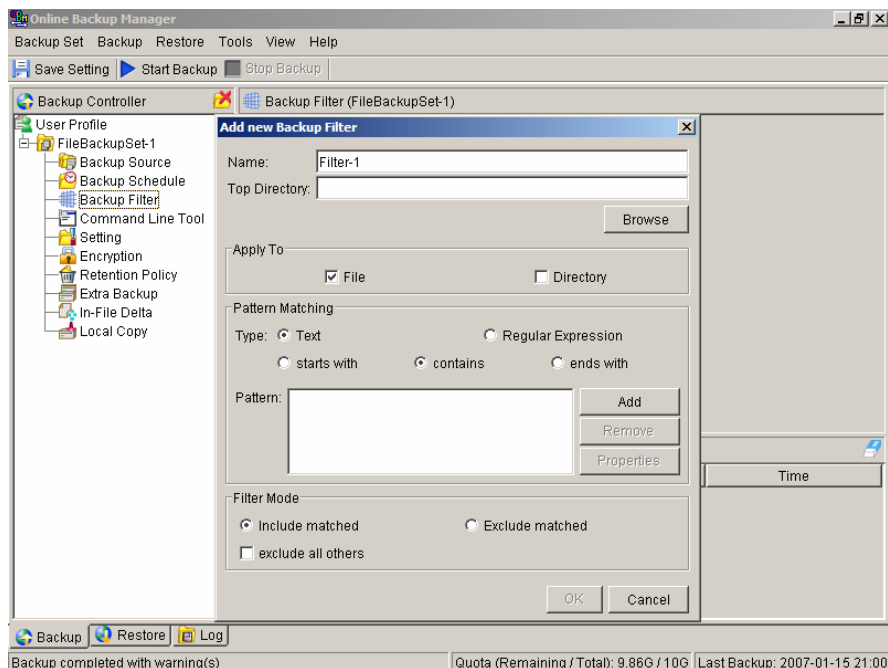 Online Backup Manager
Backup Set Backup Restore Tools View Help
Save Setting Start Backup Stop Backup
Backup Controller
Backup Filter (FileBackupSet-1)
User Profile
FileBackupSet-1
Backup Source
Backup Schedule
Backup Filter
Command Line Tool
Setting
Encryption
Retention Policy
Extra Backup
In-File Delta
Local Copy
Add new Backup Filter
Name: Filter-1
Top Directory:
Browse
Apply To
File Directory
Pattern Matching
Type: Text Regular Expression
starts with contains ends with
Pattern:
Add
Remove
Properties
Filter Mode
Include matched Exclude matched
exclude all others
OK Cancel
Time
Backup Restore Log
Backup completed with warning(s) Quota (Remaining / Total): 9.86G / 10G Last Backup: 2007-01-15 21:00